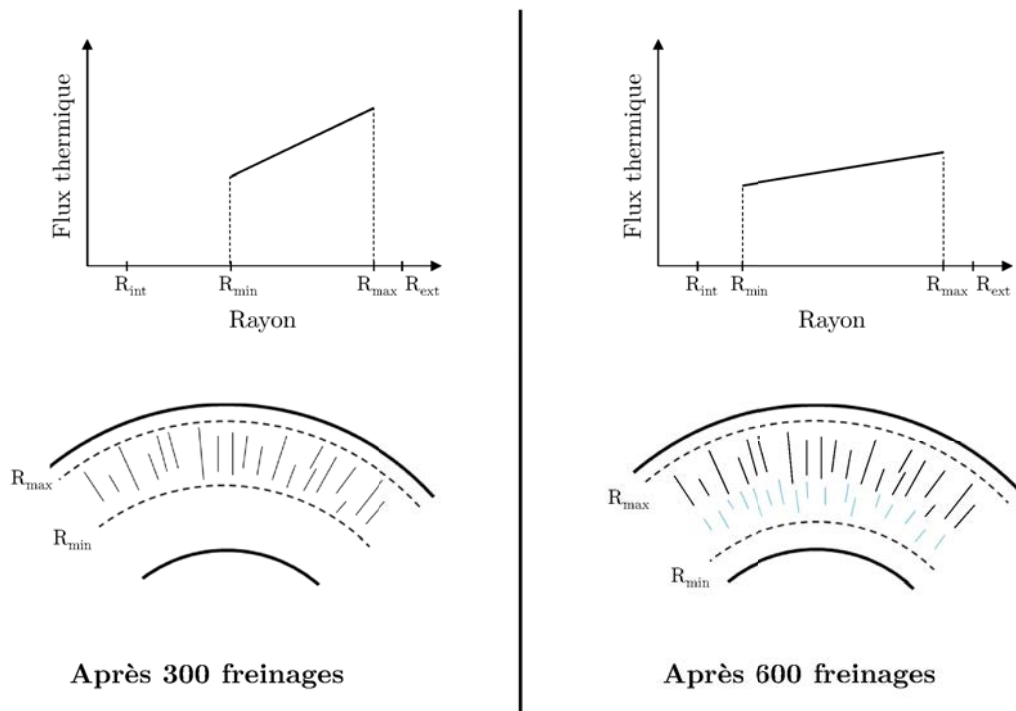 Flux thermique
R_int R_min R_max R_ext
Rayon
R_max
R_min
Après 300 freinages
Flux thermique
R_int R_min R_max R_ext
Rayon
R_max
R_min
Après 600 freinages